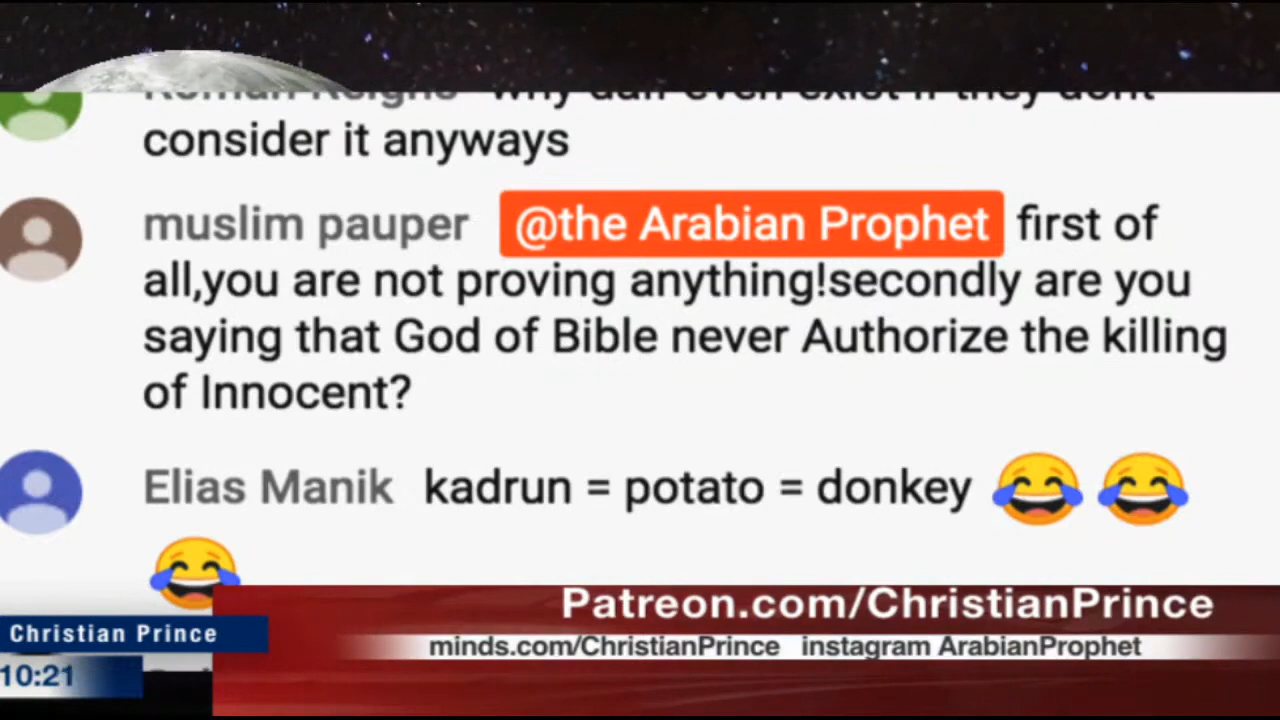 consider it anyways
muslim pauper @the Arabian Prophet first of
all,you are not proving anything!secondly are you
saying that God of Bible never Authorize the killing
of Innocent?
Elias Manik kadrun = potato = donkey 😂 😂
😂
Patreon.com/ChristianPrince
Christian Prince
minds.com/ChristianPrince instagram ArabianProphet
10:21